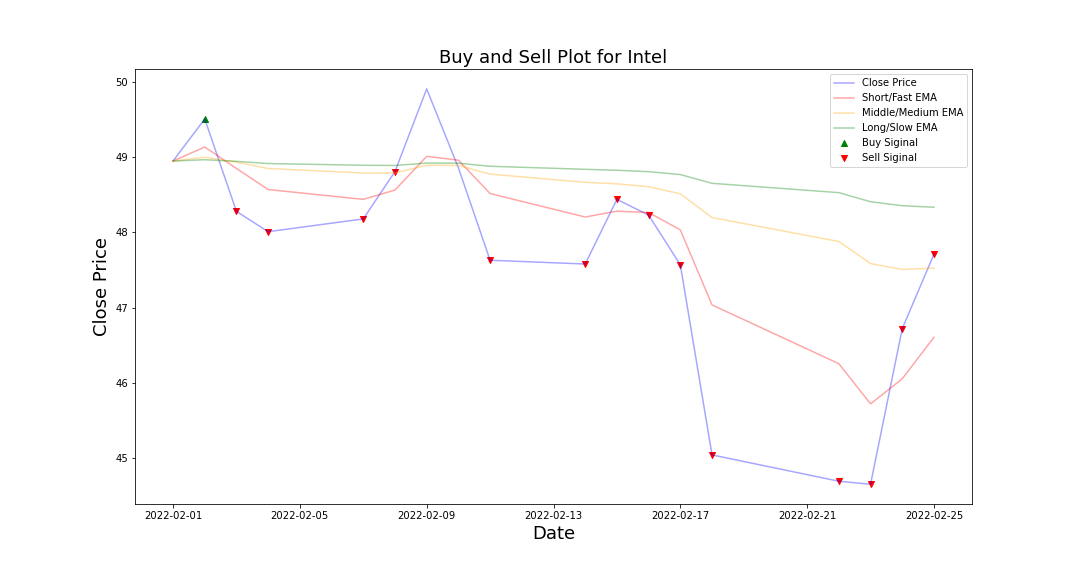 Buy and Sell Plot for Intel
Close Price
Short/Fast EMA
Middle/Medium EMA
Long/Slow EMA
Buy Siginal
Sell Siginal
50
49
48
47
46
45
Close Price
2022-02-01
2022-02-05
2022-02-09
2022-02-13
2022-02-17
2022-02-21
2022-02-25
Date